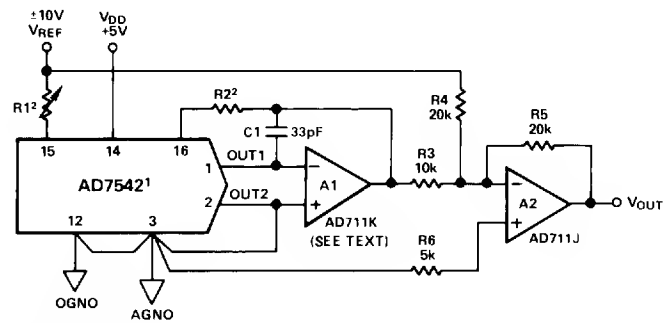 ±10V
VREF
VDD
+5V
R1²
R2²
C1
33pF
R4
20k
R5
20k
15
14
16
1
OUT1
AD7542¹
2
OUT2
A1
R3
10k
A2
VOUT
AD711K
(SEE TEXT)
AD711J
12
3
R6
5k
OGNO
AGNO